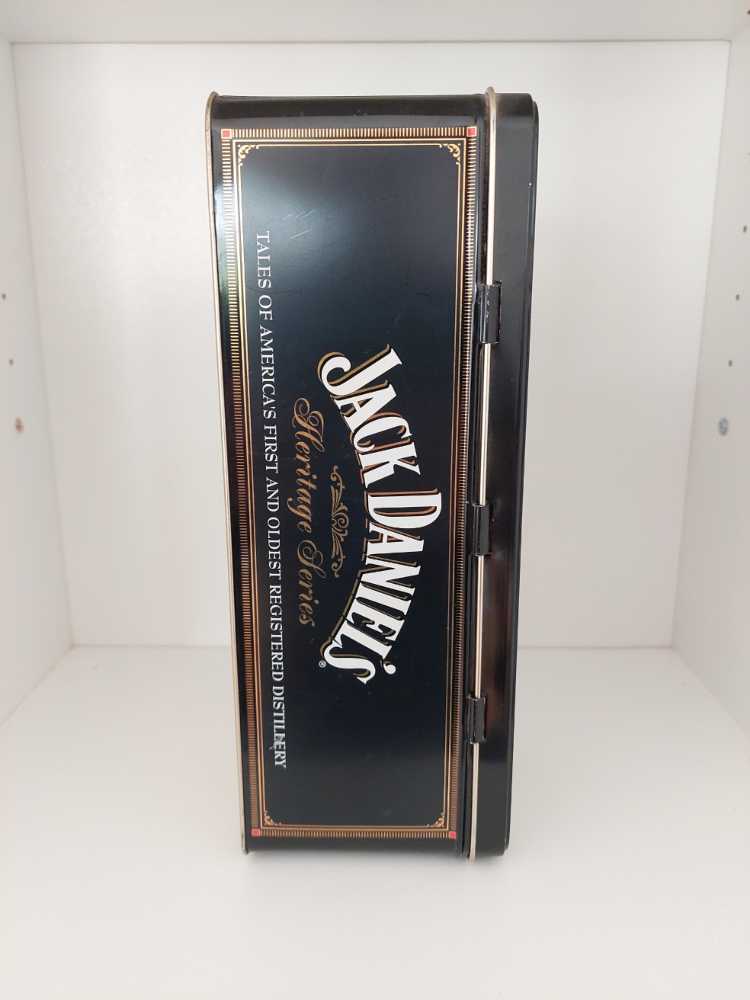 JACK DANIEL'S®
Heritage Series
TALES OF AMERICA'S FIRST AND OLDEST REGISTERED DISTILLERY